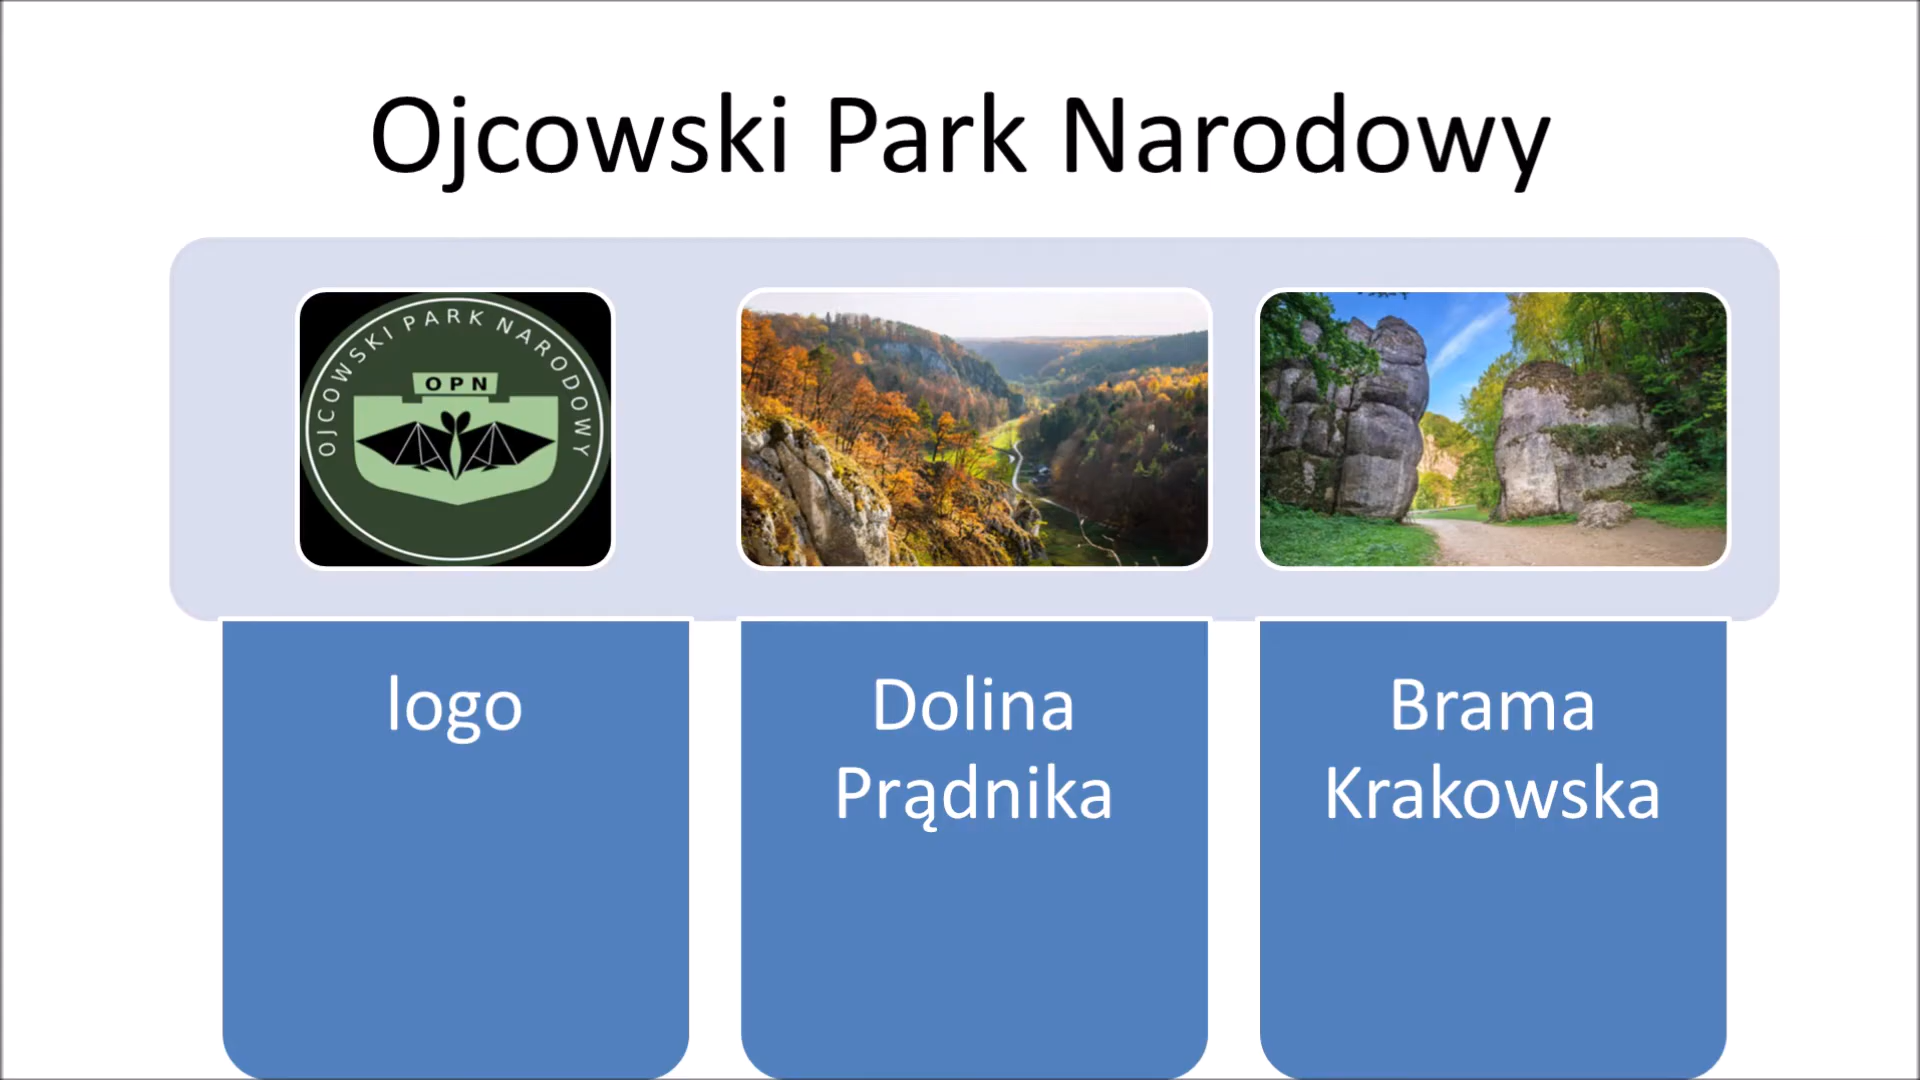 Ojcowski Park Narodowy
OJCOWSKI PARK NARODOWY
OPN
logo
Dolina
Prądnika
Brama
Krakowska